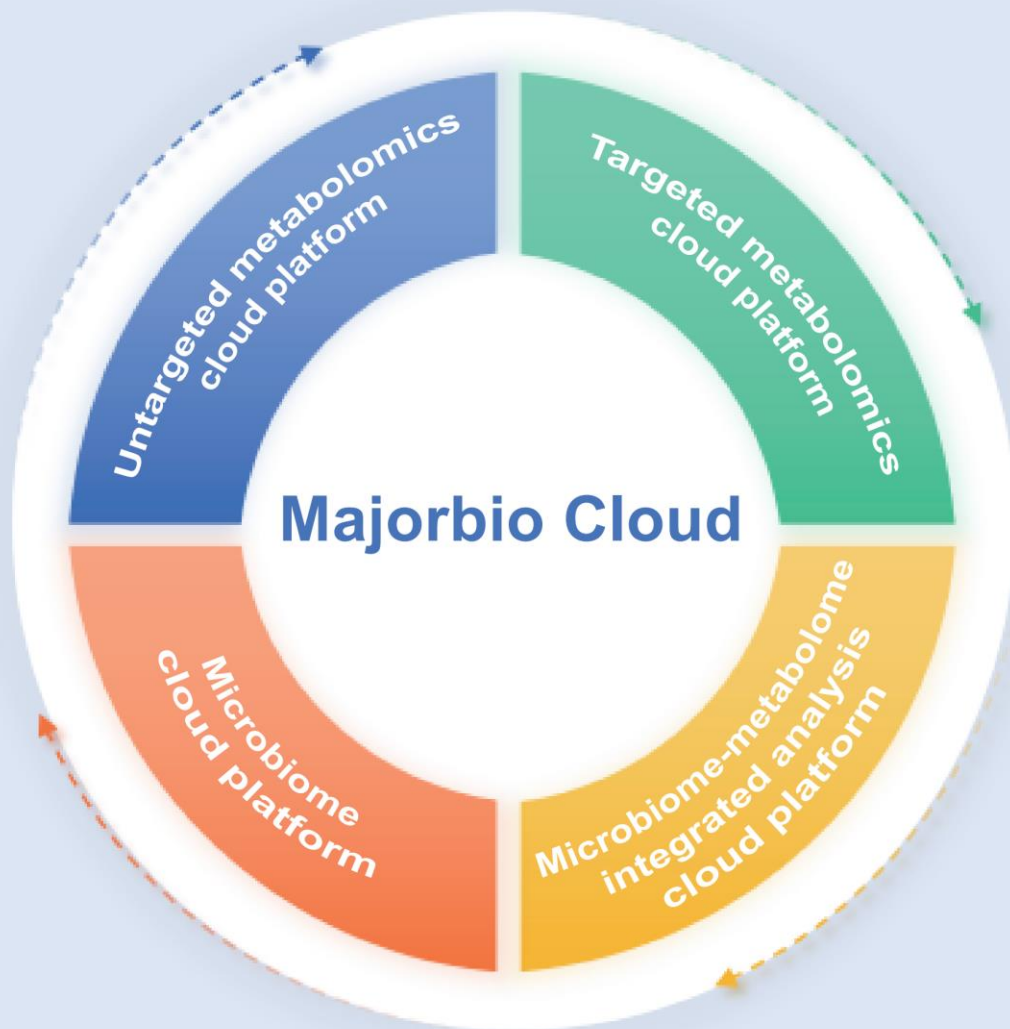 Untargeted metabolomics
cloud platform
Targeted metabolomics
cloud platform
Majorbio Cloud
Microbiome
cloud platform
Microbiome-metabolome
integrated analysis
cloud platform